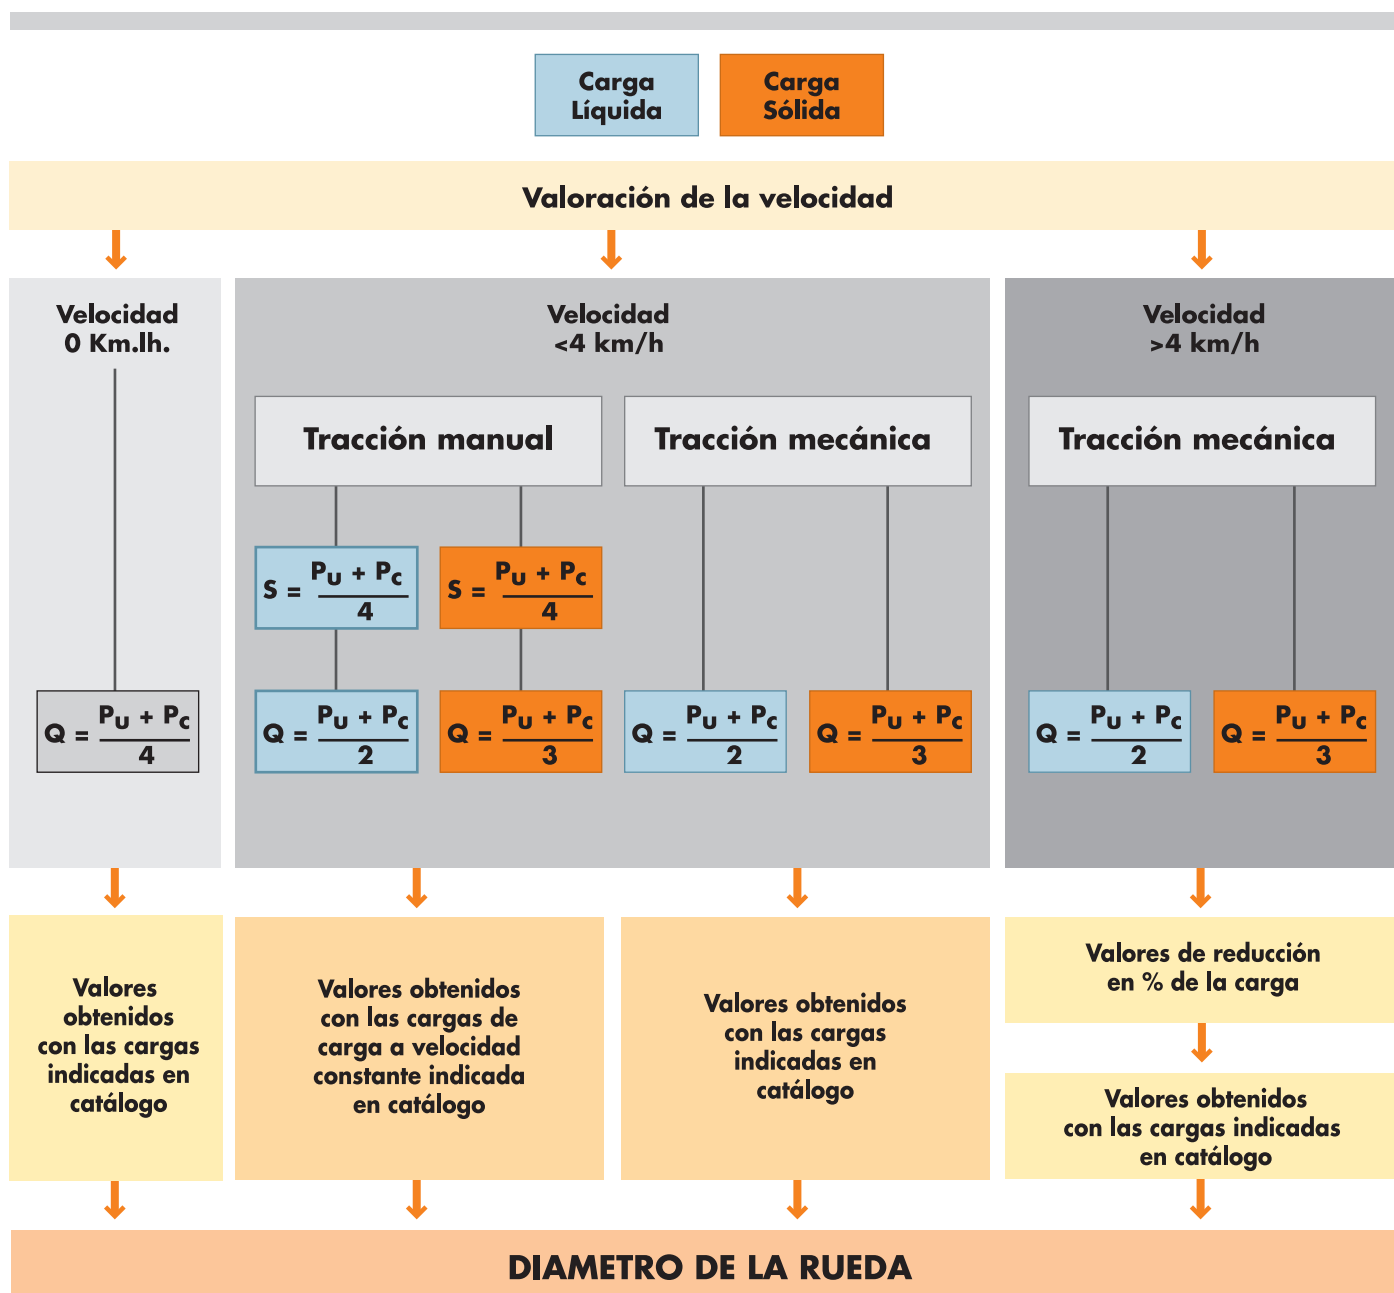 Carga
Líquida
Carga
Sólida
Valoración de la velocidad
Velocidad
0 Km.lh.
Velocidad
<4 km/h
Velocidad
>4 km/h
Tracción manual
Tracción mecánica
Tracción mecánica
S = PU + PC / 4
S = PU + PC / 4
Q = PU + PC / 4
Q = PU + PC / 2
Q = PU + PC / 3
Q = PU + PC / 2
Q = PU + PC / 3
Q = PU + PC / 2
Q = PU + PC / 3
Valores
obtenidos
con las cargas
indicadas en
catálogo
Valores obtenidos
con las cargas de
carga a velocidad
constante indicada
en catálogo
Valores obtenidos
con las cargas
indicadas en
catálogo
Valores de reducción
en % de la carga
Valores obtenidos
con las cargas indicadas
en catálogo
DIAMETRO DE LA RUEDA